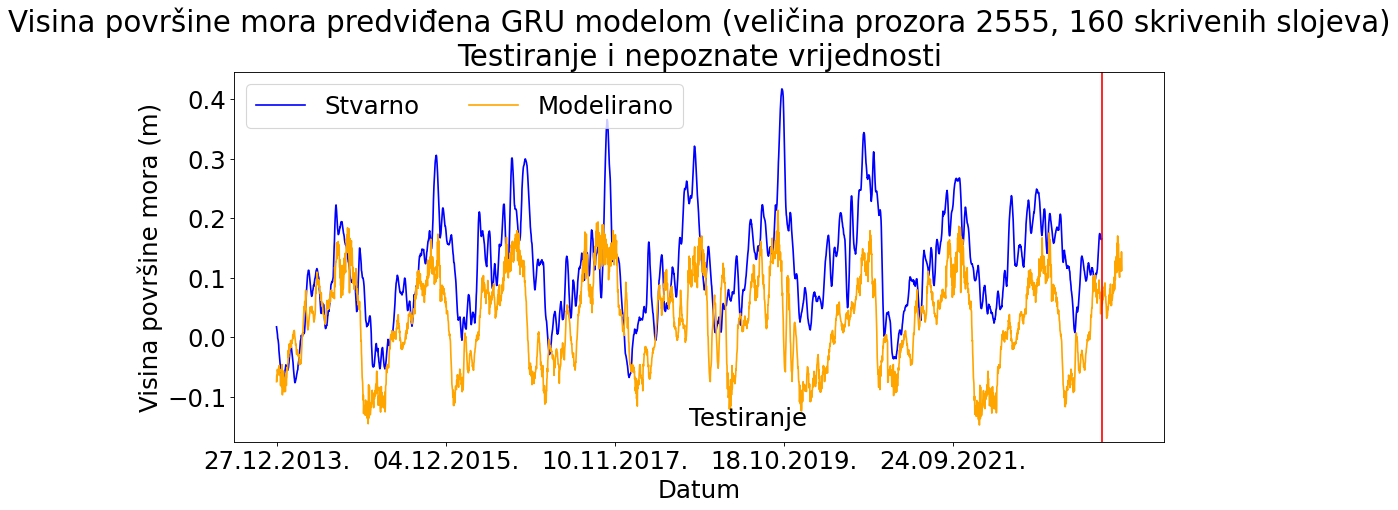 Visina površine mora predviđena GRU modelom (veličina prozora 2555, 160 skrivenih slojeva)
Testiranje i nepoznate vrijednosti
Stvarno Modelirano
Visina površine mora (m)
0.4
0.3
0.2
0.1
0.0
−0.1
Testiranje
27.12.2013. 04.12.2015. 10.11.2017. 18.10.2019. 24.09.2021.
Datum